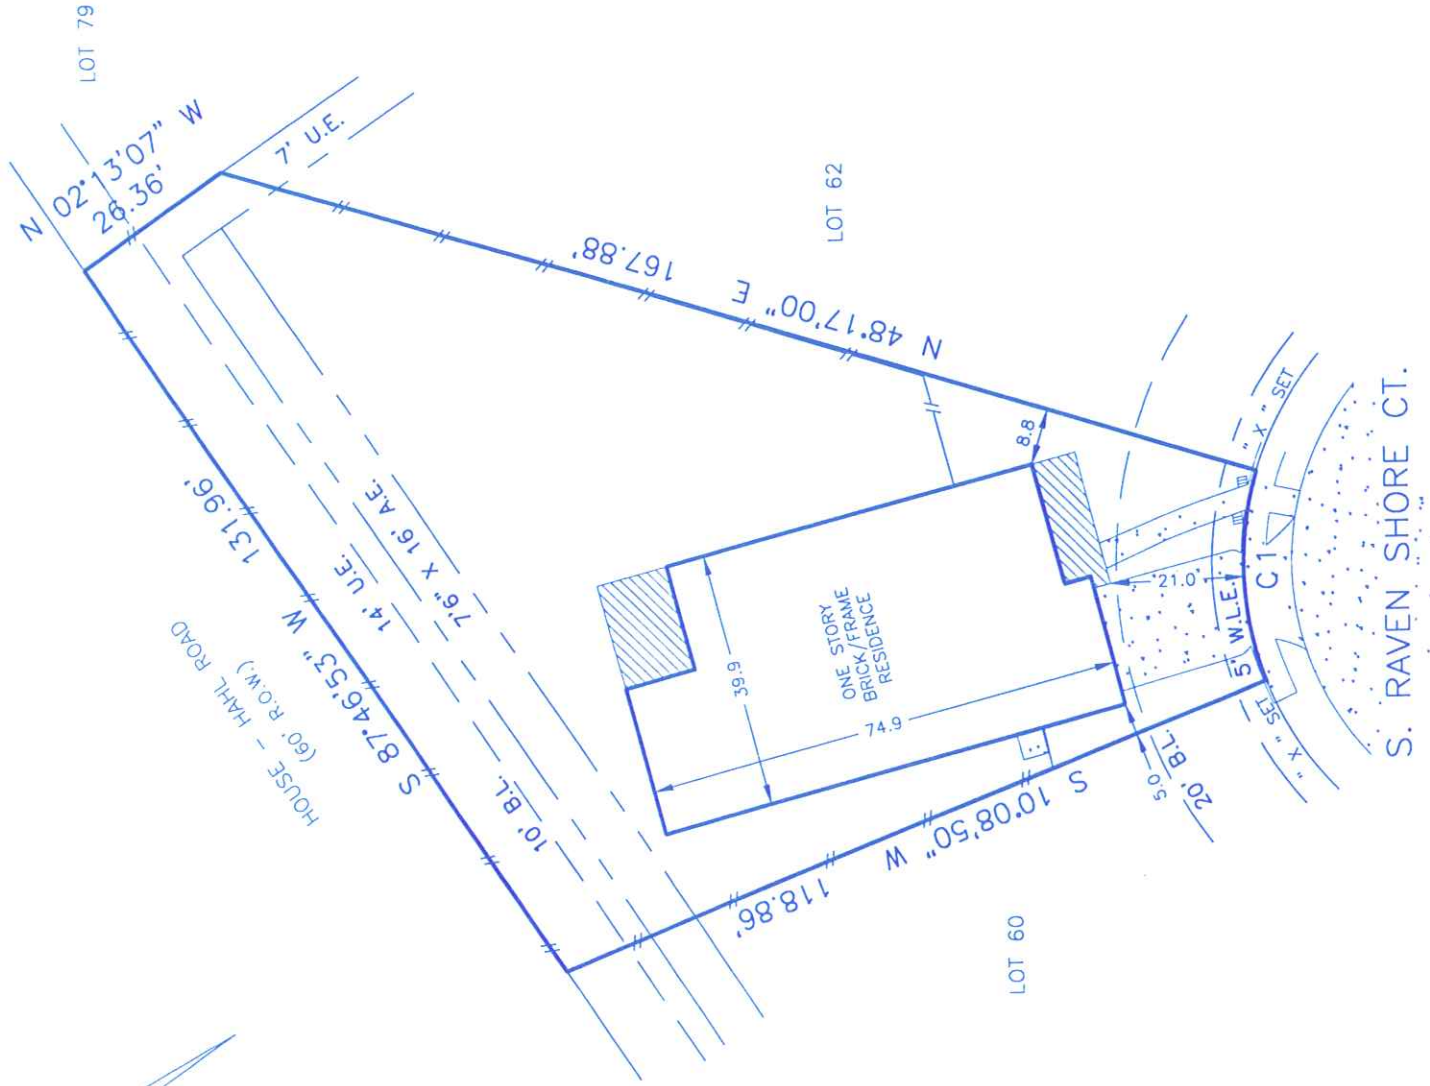 LOT 79
N 02°13'07" W
26.36'
7' U.E.
LOT 62
167.88'
N 48°17'00" E
131.96'
S 87°46'53" W
HOUSE - HAHL ROAD
(60' R.O.W.)
14' U.E.
7'6" X 16' A.E.
10' B.L.
8.8
39.9
74.9
ONE STORY
BRICK/FRAME
RESIDENCE
21.0
5' W.L.E.
C1
"X" SET
"X" SET
S. RAVEN SHORE CT.
5.0
20' B.L.
S 10°08'50" W
118.86'
LOT 60